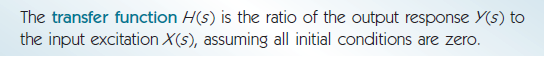 The transfer function H(s) is the ratio of the output response Y(s) to
the input excitation X(s), assuming all initial conditions are zero.